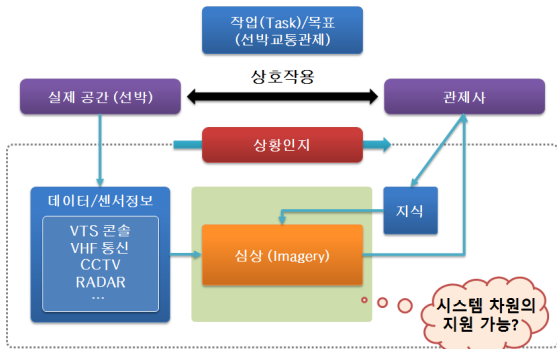 작업(Task)/목표
(선박교통관제)
상호작용
실제 공간 (선박)
관제사
상황인지
데이터/센서정보
VTS 콘솔
VHF 통신
CCTV
RADAR
...
지식
심상 (Imagery)
시스템 차원의
지원 가능?